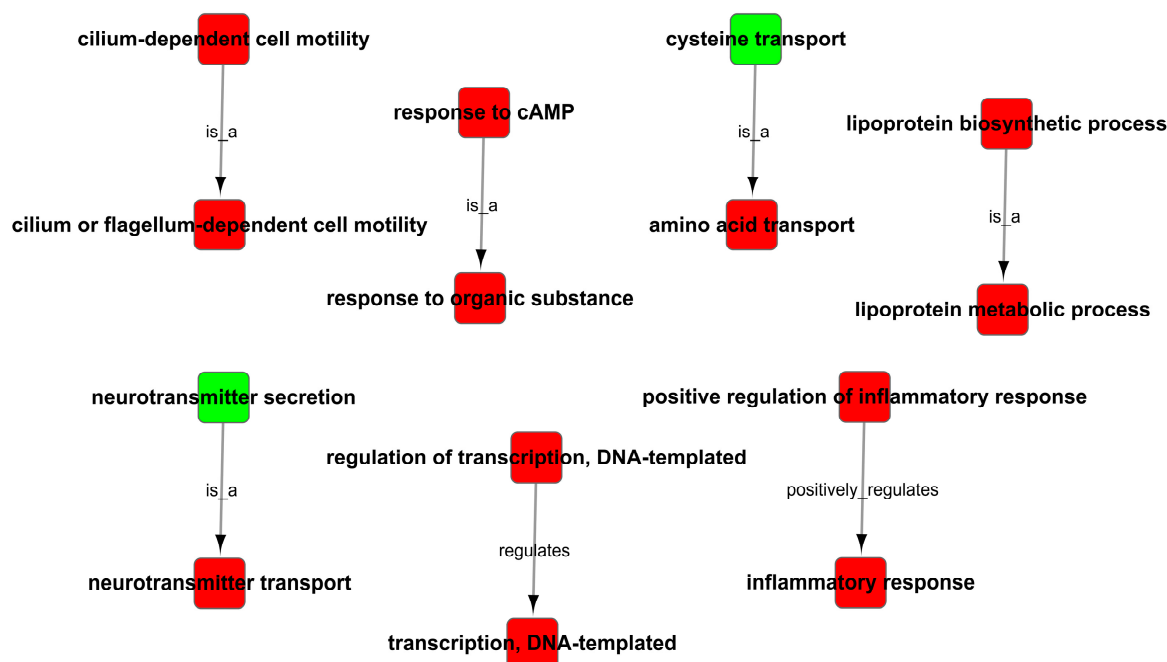 cilium-dependent cell motility
is_a
cilium or flagellum-dependent cell motility
response to cAMP
is_a
response to organic substance
cysteine transport
is_a
amino acid transport
lipoprotein biosynthetic process
is_a
lipoprotein metabolic process
neurotransmitter secretion
is_a
neurotransmitter transport
regulation of transcription, DNA-templated
regulates
transcription, DNA-templated
positive regulation of inflammatory response
positively_regulates
inflammatory response